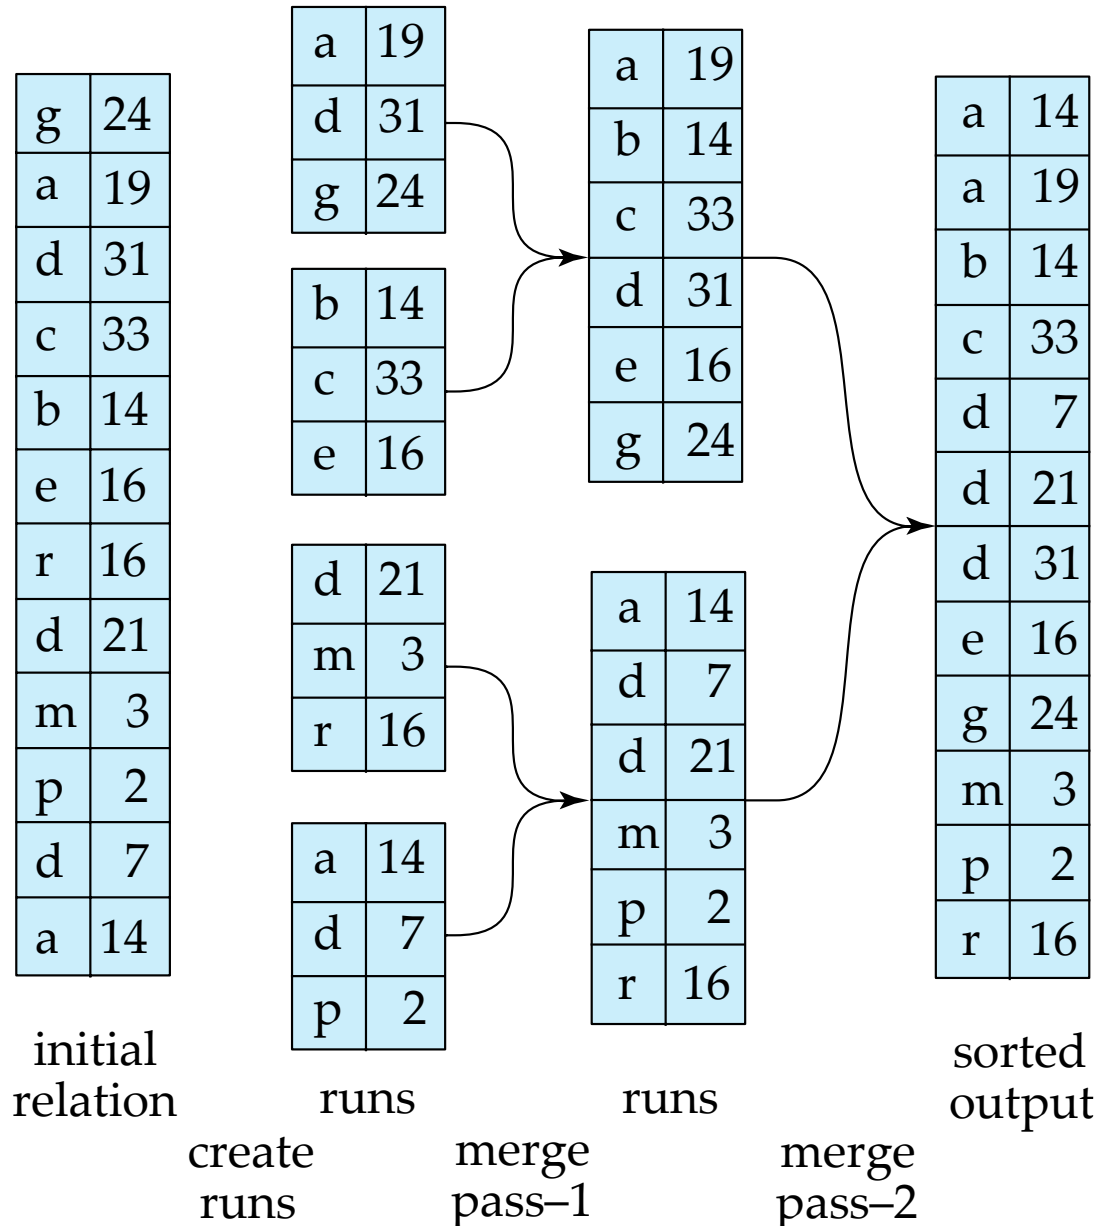 g 24
a 19
d 31
c 33
b 14
e 16
r 16
d 21
m 3
p 2
d 7
a 14
initial
relation
create
runs
a 19
d 31
g 24
b 14
c 33
e 16
d 21
m 3
r 16
a 14
d 7
p 2
runs
merge
pass–1
a 19
b 14
c 33
d 31
e 16
g 24
a 14
d 7
d 21
m 3
p 2
r 16
runs
merge
pass–2
a 14
a 19
b 14
c 33
d 7
d 21
d 31
e 16
g 24
m 3
p 2
r 16
sorted
output